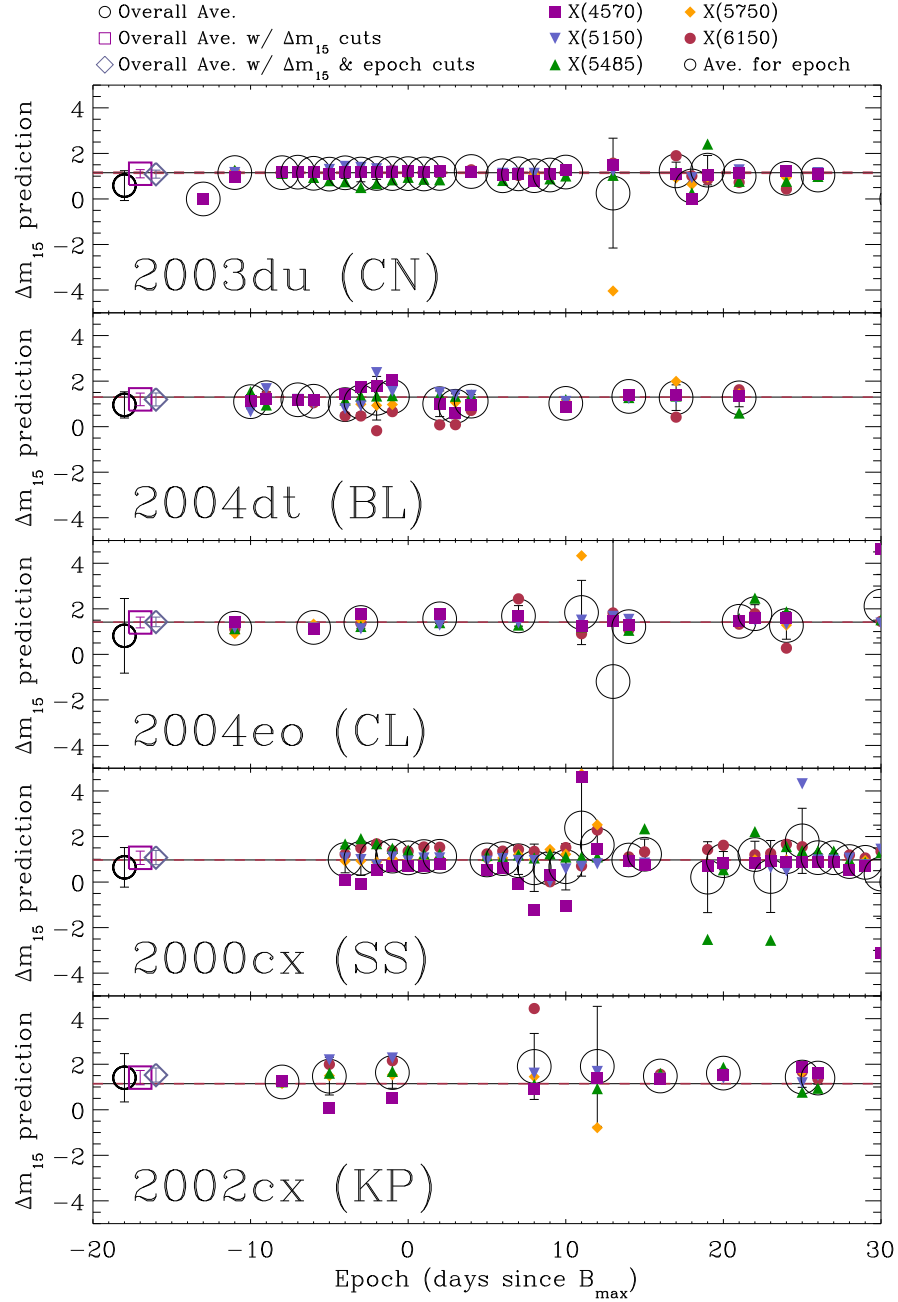 Overall Ave. X(4570) X(5750)
Overall Ave. w/ Δm15 cuts X(5150) X(6150)
Overall Ave. w/ Δm15 & epoch cuts X(5485) Ave. for epoch
4
2
0
−2
−4
Δm15 prediction
2003du (CN)
4
2
0
−2
−4
Δm15 prediction
2004dt (BL)
4
2
0
−2
−4
Δm15 prediction
2004eo (CL)
4
2
0
−2
−4
Δm15 prediction
2000cx (SS)
4
2
0
−2
−4
Δm15 prediction
2002cx (KP)
−20 −10 0 10 20 30
Epoch (days since Bmax)